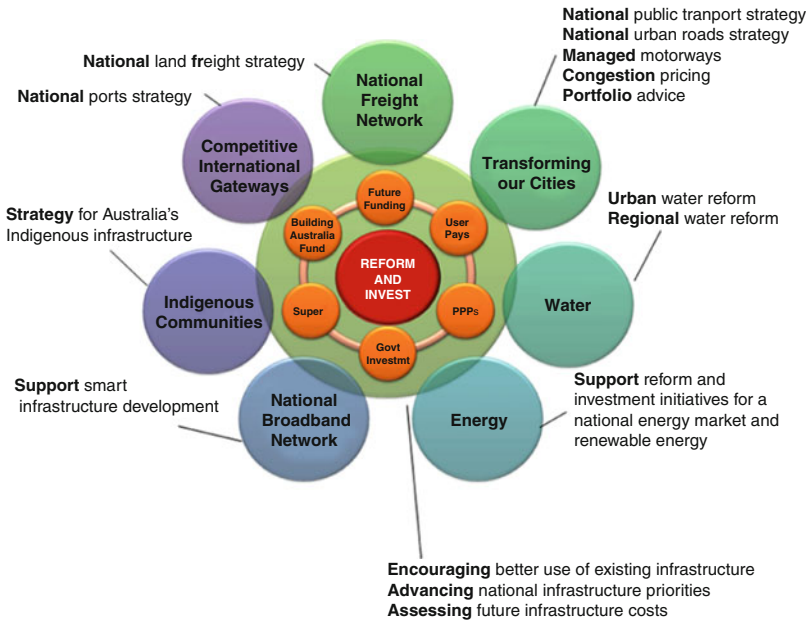 National public tranport strategy
National urban roads strategy
Managed motorways
Congestion pricing
Portfolio advice
National land freight strategy
National ports strategy
National
Freight
Network
Competitive
International
Gateways
Transforming
our Cities
Strategy for Australia's
Indigenous infrastructure
Urban water reform
Regional water reform
Future
Funding
Building
Australia
Fund
User
Pays
REFORM
AND
INVEST
Indigenous
Communities
Super
PPPs
Water
Govt
Investmt
Support smart
infrastructure development
National
Broadband
Network
Energy
Support reform and
investment initiatives for a
national energy market and
renewable energy
Encouraging better use of existing infrastructure
Advancing national infrastructure priorities
Assessing future infrastructure costs